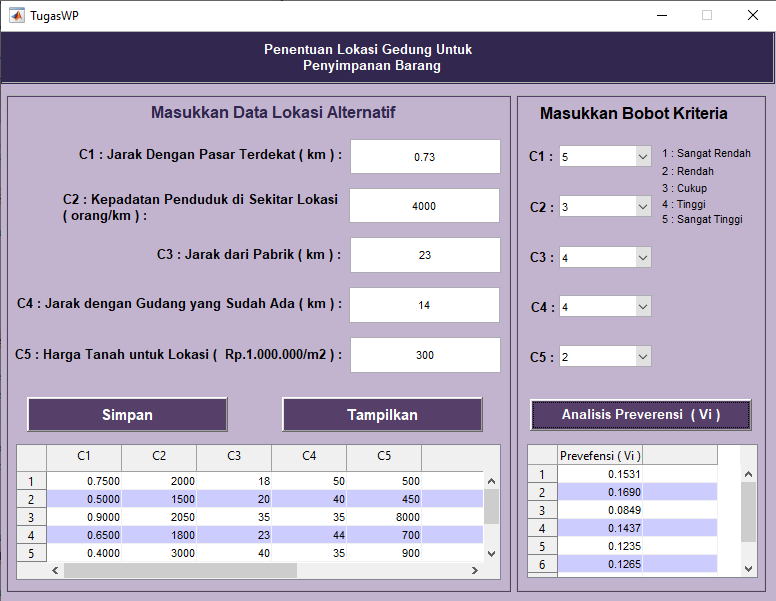 TugasWP
Penentuan Lokasi Gedung Untuk
Penyimpanan Barang
Masukkan Data Lokasi Alternatif
C1 : Jarak Dengan Pasar Terdekat ( km ) : 0.73
C2 : Kepadatan Penduduk di Sekitar Lokasi
( orang/km ) : 4000
C3 : Jarak dari Pabrik ( km ) : 23
C4 : Jarak dengan Gudang yang Sudah Ada ( km ) : 14
C5 : Harga Tanah untuk Lokasi ( Rp.1.000.000/m2 ) : 300
Simpan Tampilkan
C1 C2 C3 C4 C5
1 0.7500 2000 18 50 500
2 0.5000 1500 20 40 450
3 0.9000 2050 35 35 8000
4 0.6500 1800 23 44 700
5 0.4000 3000 40 35 900
Masukkan Bobot Kriteria
C1 : 5
C2 : 3
C3 : 4
C4 : 4
C5 : 2
1 : Sangat Rendah
2 : Rendah
3 : Cukup
4 : Tinggi
5 : Sangat Tinggi
Analisis Preverensi ( Vi )
Prevefensi ( Vi )
1 0.1531
2 0.1690
3 0.0849
4 0.1437
5 0.1235
6 0.1265